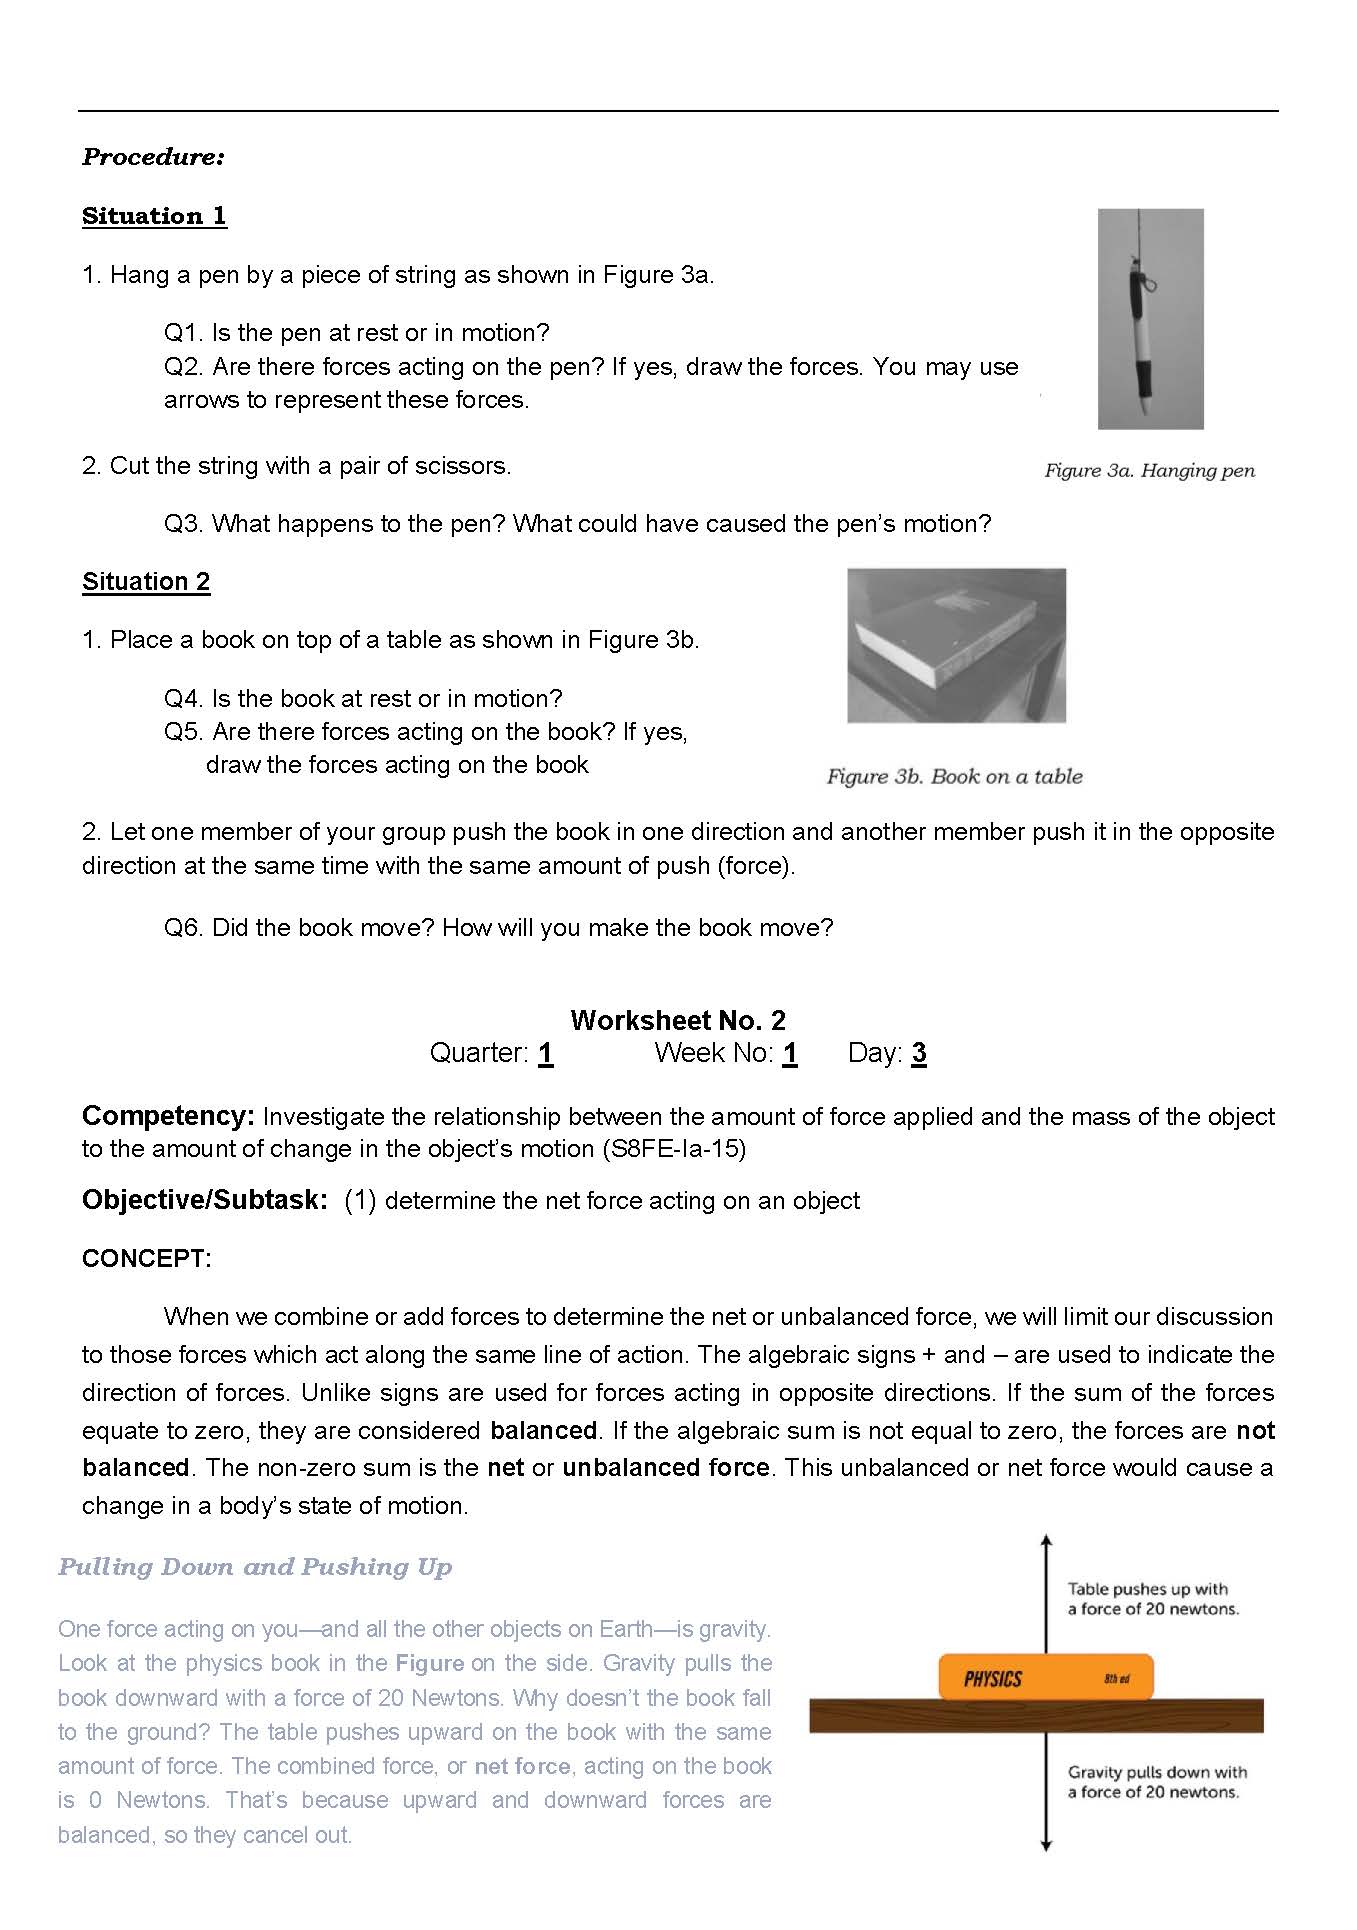 Procedure:
Situation 1
1. Hang a pen by a piece of string as shown in Figure 3a.
Q1. Is the pen at rest or in motion?
Q2. Are there forces acting on the pen? If yes, draw the forces. You may use
arrows to represent these forces.
2. Cut the string with a pair of scissors.
Figure 3a. Hanging pen
Q3. What happens to the pen? What could have caused the pen’s motion?
Situation 2
1. Place a book on top of a table as shown in Figure 3b.
Q4. Is the book at rest or in motion?
Q5. Are there forces acting on the book? If yes,
draw the forces acting on the book
Figure 3b. Book on a table
2. Let one member of your group push the book in one direction and another member push it in the opposite
direction at the same time with the same amount of push (force).
Q6. Did the book move? How will you make the book move?
Worksheet No. 2
Quarter: 1 Week No: 1 Day: 3
Competency: Investigate the relationship between the amount of force applied and the mass of the object
to the amount of change in the object’s motion (S8FE-Ia-15)
Objective/Subtask: (1) determine the net force acting on an object
CONCEPT:
When we combine or add forces to determine the net or unbalanced force, we will limit our discussion
to those forces which act along the same line of action. The algebraic signs + and – are used to indicate the
direction of forces. Unlike signs are used for forces acting in opposite directions. If the sum of the forces
equate to zero, they are considered balanced. If the algebraic sum is not equal to zero, the forces are not
balanced. The non-zero sum is the net or unbalanced force. This unbalanced or net force would cause a
change in a body’s state of motion.
Pulling Down and Pushing Up
One force acting on you—and all the other objects on Earth—is gravity.
Look at the physics book in the Figure on the side. Gravity pulls the
book downward with a force of 20 Newtons. Why doesn’t the book fall
to the ground? The table pushes upward on the book with the same
amount of force. The combined force, or net force, acting on the book
is 0 Newtons. That’s because upward and downward forces are
balanced, so they cancel out.
Table pushes up with
a force of 20 newtons.
PHYSICS 8th ed
Gravity pulls down with
a force of 20 newtons.